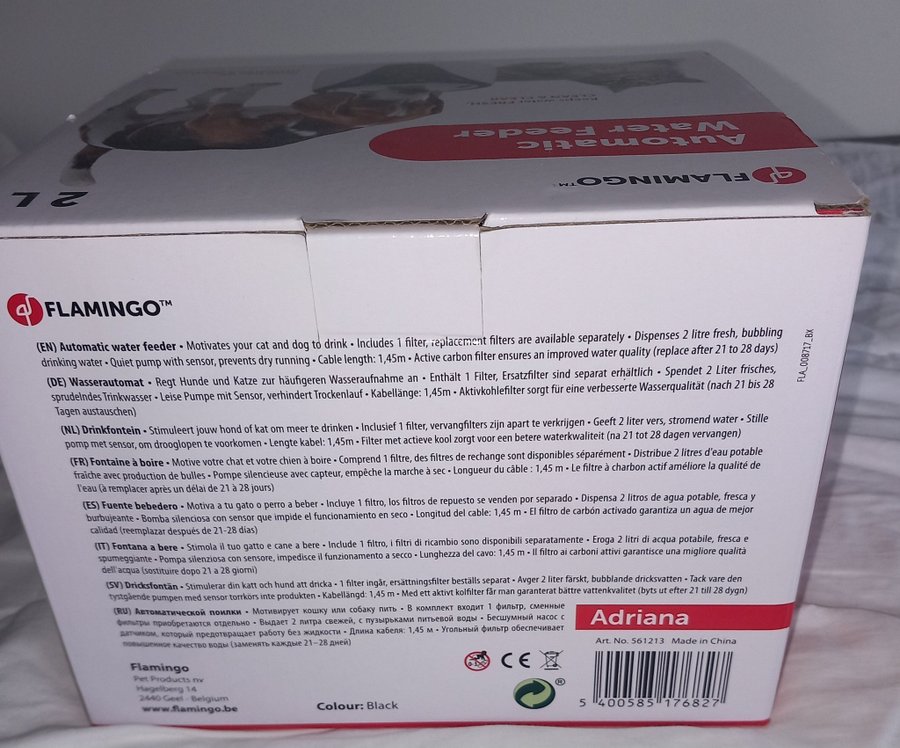 2 L
Keeps water FRESH,
CLEAN & CLEAR
Automatic
Water Feeder
FLAMINGO™
FLAMINGO™
(EN) Automatic water feeder • Motivates your cat and dog to drink • Includes 1 filter, replacement filters are available separately • Dispenses 2 litre fresh, bubbling
drinking water • Quiet pump with sensor, prevents dry running • Cable length: 1,45m • Active carbon filter ensures an improved water quality (replace after 21 to 28 days)
(DE) Wasserautomat • Regt Hunde und Katze zur häufigeren Wasseraufnahme an • Enthält 1 Filter, Ersatzfilter sind separat erhältlich • Spendet 2 Liter frisches,
sprudelndes Trinkwasser • Leise Pumpe mit Sensor, verhindert Trockenlauf • Kabellänge: 1,45m • Aktivkohlefilter sorgt für eine verbesserte Wasserqualität (nach 21 bis 28
Tagen austauschen)
(NL) Drinkfontein • Stimuleert jouw hond of kat om meer te drinken • Inclusief 1 filter, vervangfilters zijn apart te verkrijgen • Geeft 2 liter vers, stromend water • Stille
pomp met sensor, om drooglopen te voorkomen • Lengte kabel: 1,45m • Filter met actieve kool zorgt voor een betere waterkwaliteit (na 21 tot 28 dagen vervangen)
(FR) Fontaine à boire • Motive votre chat et votre chien à boire • Comprend 1 filtre, des filtres de rechange sont disponibles séparément • Distribue 2 litres d'eau potable
fraîche avec production de bulles • Pompe silencieuse avec capteur, empêche la marche à sec • Longueur du câble : 1,45 m • Le filtre à charbon actif améliore la qualité de
l'eau (à remplacer après un délai de 21 à 28 jours)
(ES) Fuente bebedero • Motiva a tu gato o perro a beber • Incluye 1 filtro, los filtros de repuesto se venden por separado • Dispensa 2 litros de agua potable, fresca y
burbujeante • Bomba silenciosa con sensor que impide el funcionamiento en seco • Longitud del cable: 1,45 m • El filtro de carbón activado garantiza un agua de mejor
calidad (reemplazar después de 21-28 días)
(IT) Fontana a bere • Stimola il tuo gatto e cane a bere • Include 1 filtro, i filtri di ricambio sono disponibili separatamente • Eroga 2 litri di acqua potabile, fresca e
spumeggiante • Pompa silenziosa con sensore, impedisce il funzionamento a secco • Lunghezza del cavo: 1,45 m • Il filtro ai carboni attivi garantisce una migliore qualità
dell'acqua (sostituire dopo 21 a 28 giorni)
(SV) Dricksfontän • Stimulerar din katt och hund att dricka • 1 filter ingår, ersättningsfilter beställs separat • Avger 2 liter färskt, bubblande dricksvatten • Tack vare den
tystgående pumpen med sensor torrkörs inte produkten • Kabellängd: 1,45 m • Med ett aktivt kolfilter får man garanterat bättre vattenkvalitet (byts ut efter 21 till 28 dygn)
(RU) Автоматической поилки • Мотивирует кошку или собаку пить • В комплект входит 1 фильтр, сменные
фильтры приобретаются отдельно • Выдает 2 литра свежей, с пузырьками питьевой воды • Бесшумный насос с
датчиком, который предотвращает работу без жидкости • Длина кабеля: 1,45 м • Угольный фильтр обеспечивает
повышенное качество воды (заменять каждые 21–28 дней)
FLA_008717_BX
Adriana
Art. No. 561213 Made in China
Flamingo
Pet Products nv
Hagelberg 14
2440 Geel - Belgium
www.flamingo.be
Colour: Black
CE
®
5 400585 176827